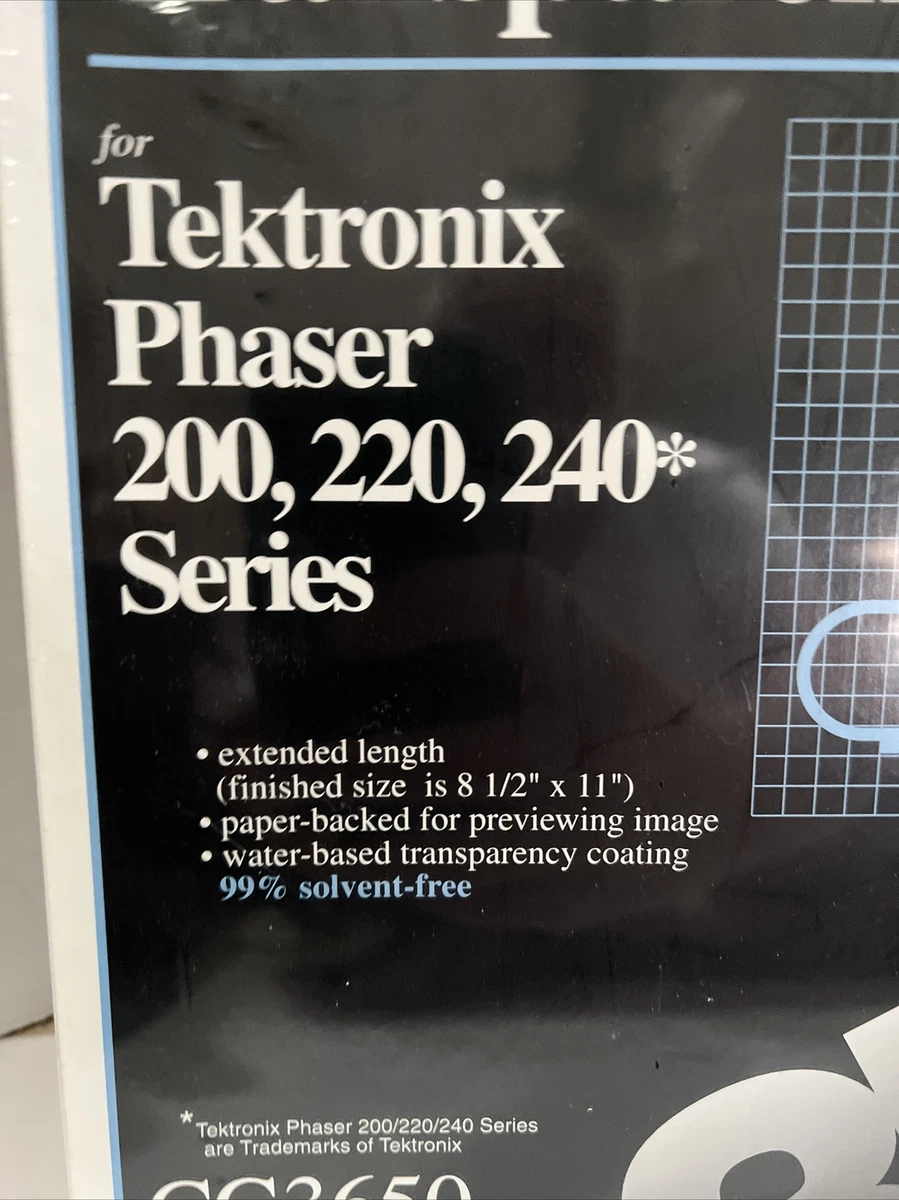 for
Tektronix
Phaser
200, 220, 240*
Series
• extended length
(finished size is 8 1/2" x 11")
• paper-backed for previewing image
• water-based transparency coating
99% solvent-free
* Tektronix Phaser 200/220/240 Series
are Trademarks of Tektronix
CG3650